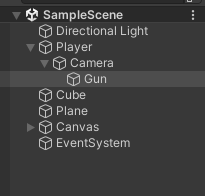 SampleScene
Directional Light
Player
Camera
Gun
Cube
Plane
Canvas
EventSystem